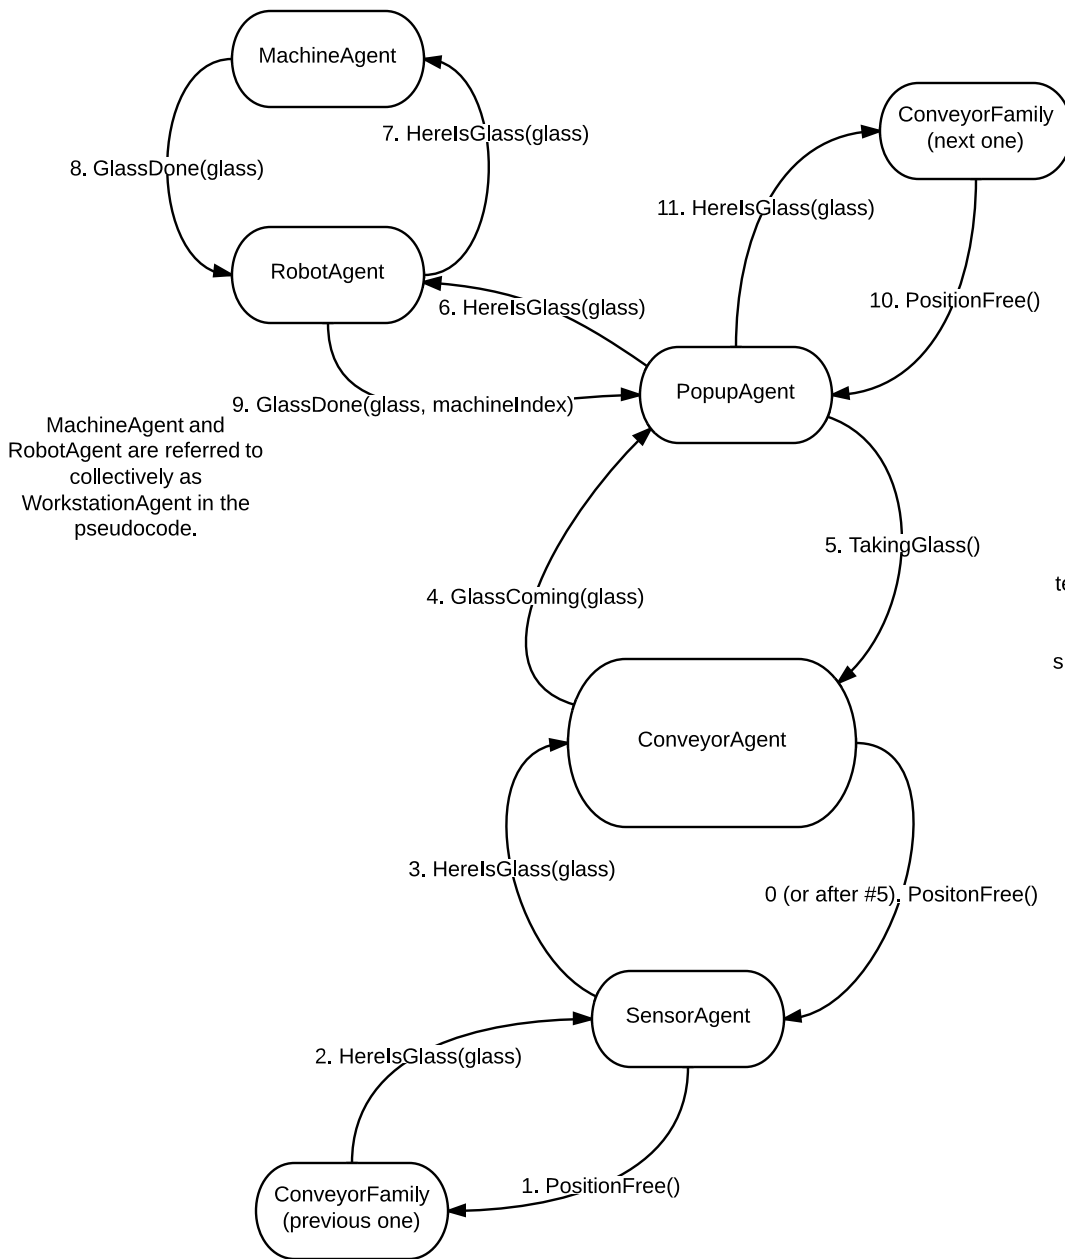 MachineAgent
ConveyorFamily
(next one)
7. HereIsGlass(glass)
8. GlassDone(glass)
11. HereIsGlass(glass)
RobotAgent
10. PositionFree()
6. HereIsGlass(glass)
PopupAgent
9. GlassDone(glass, machineIndex)
MachineAgent and
RobotAgent are referred to
collectively as
WorkstationAgent in the
pseudocode.
5. TakingGlass()
4. GlassComing(glass)
ConveyorAgent
3. HereIsGlass(glass)
0 (or after #5). PositonFree()
SensorAgent
2. HereIsGlass(glass)
1. PositionFree()
ConveyorFamily
(previous one)